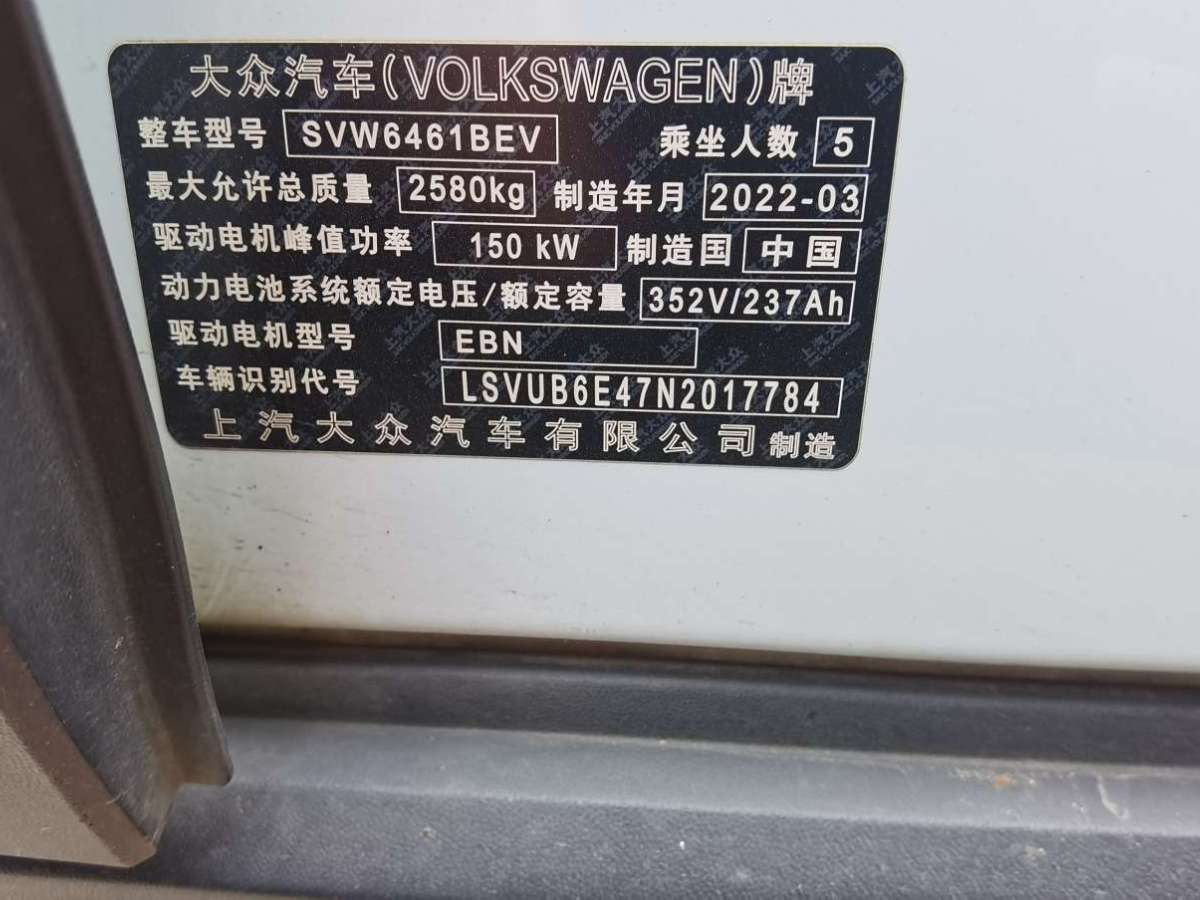 大众汽车(VOLKSWAGEN)牌
整车型号 SVW6461BEV 乘坐人数 5
最大允许总质量 2580kg 制造年月 2022-03
驱动电机峰值功率 150 kW 制造国 中国
动力电池系统额定电压/额定容量 352V/237Ah
驱动电机型号 EBN
车辆识别代号 LSVUB6E47N2017784
上汽大众汽车有限公司 制造